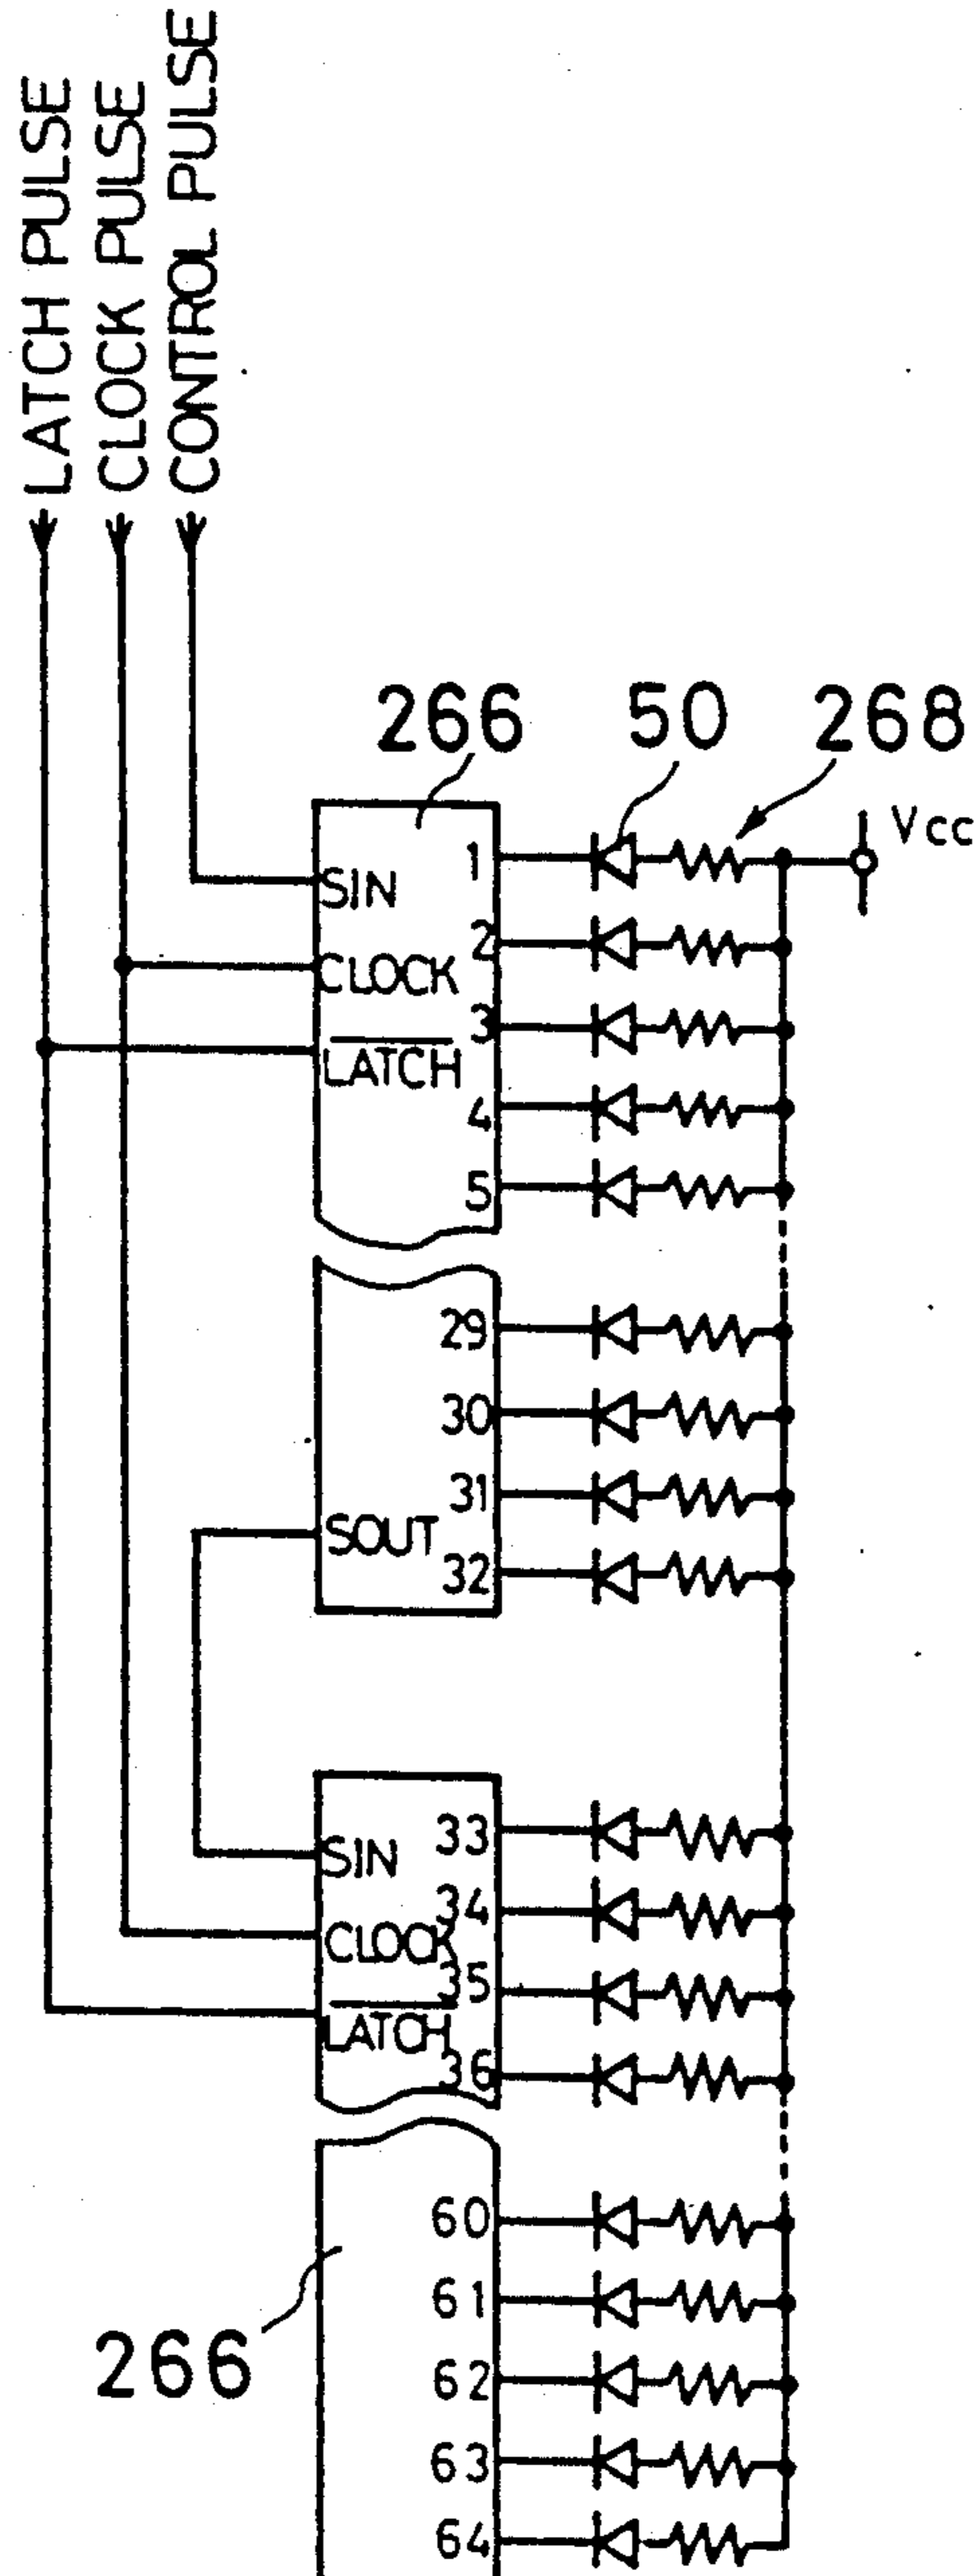 LATCH PULSE
CLOCK PULSE
CONTROL PULSE
266
50
268
Vcc
SIN
CLOCK
LATCH
1
2
3
4
5
29
30
31
32
SOUT
SIN
CLOCK
LATCH
33
34
35
36
60
61
62
63
64
266